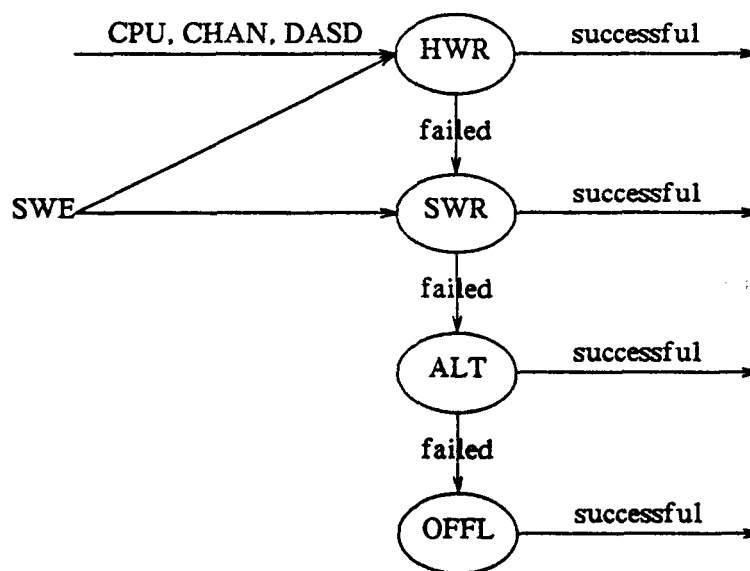 CPU, CHAN, DASD
HWR
successful
failed
SWE
SWR
successful
failed
ALT
successful
failed
OFFL
successful